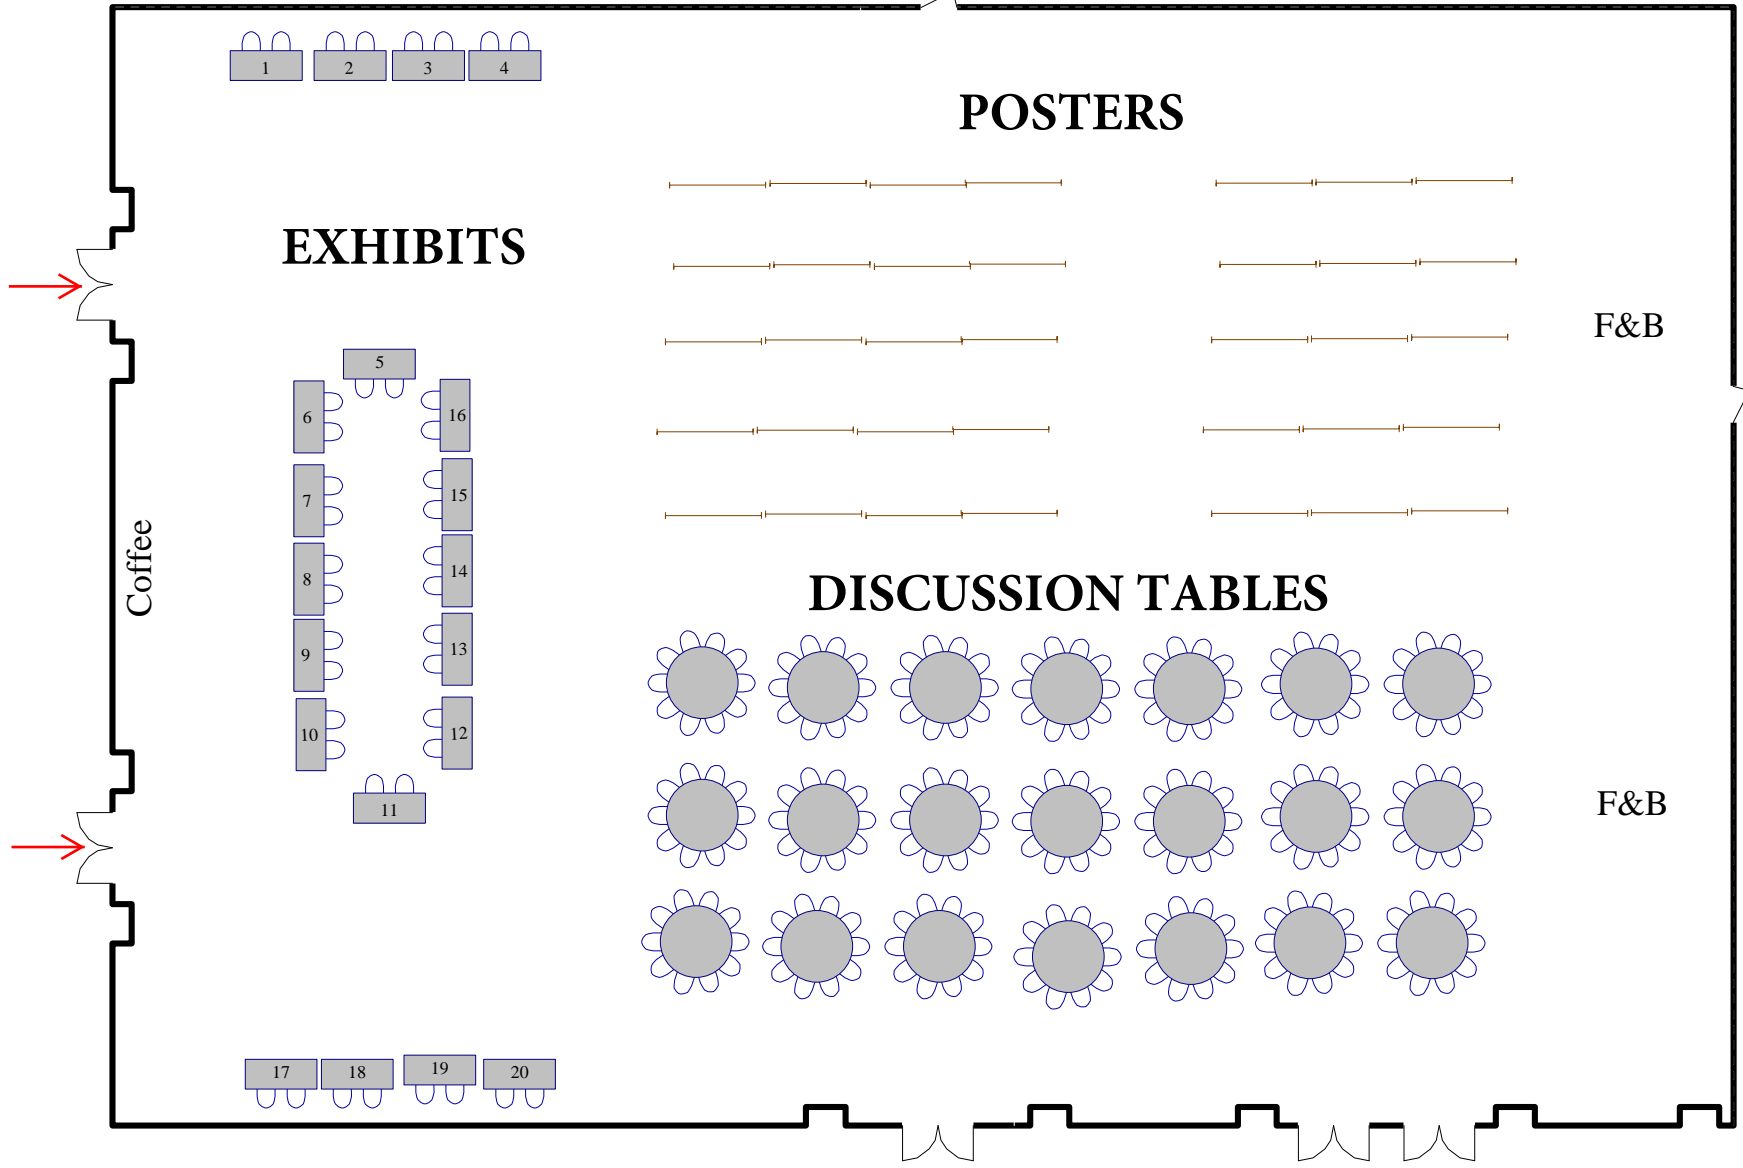 1 2 3 4
POSTERS
EXHIBITS
F&B
5
6 16
7 15
8 14
9 13
10 12
11
Coffee
DISCUSSION TABLES
F&B
17 18 19 20